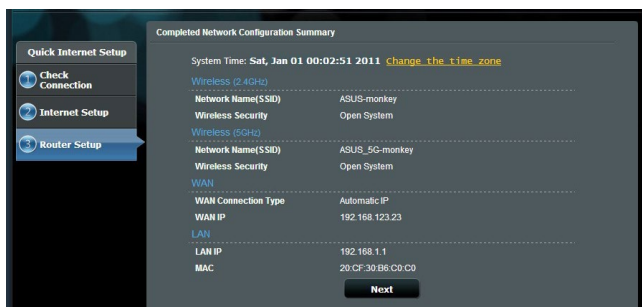 Completed Network Configuration Summary
Quick Internet Setup
1 Check Connection
2 Internet Setup
3 Router Setup
System Time: Sat, Jan 01 00:02:51 2011 Change the time zone
Wireless (2.4GHz)
Network Name(SSID) ASUS-monkey
Wireless Security Open System
Wireless (5GHz)
Network Name(SSID) ASUS_5G-monkey
Wireless Security Open System
WAN
WAN Connection Type Automatic IP
WAN IP 192.168.123.23
LAN
LAN IP 192.168.1.1
MAC 20:CF:30:B6:C0:C0
Next